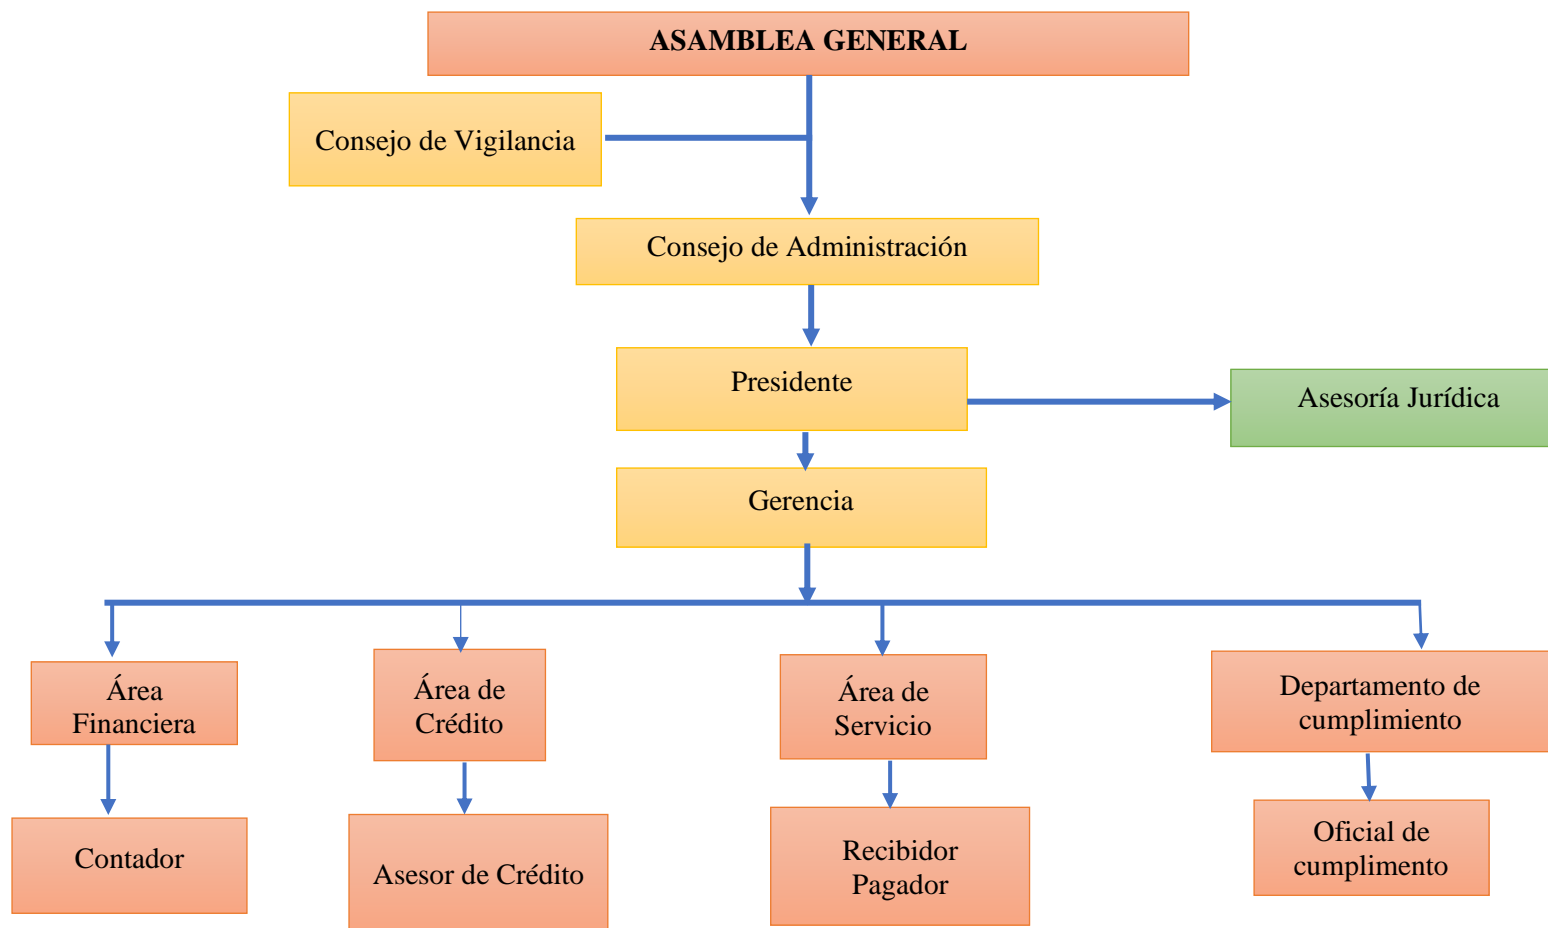 ASAMBLEA GENERAL
Consejo de Vigilancia
Consejo de Administración
Presidente
Asesoría Jurídica
Gerencia
Área
Financiera
Área de
Crédito
Área de
Servicio
Departamento de
cumplimiento
Contador
Asesor de Crédito
Recibidor
Pagador
Oficial de
cumplimento